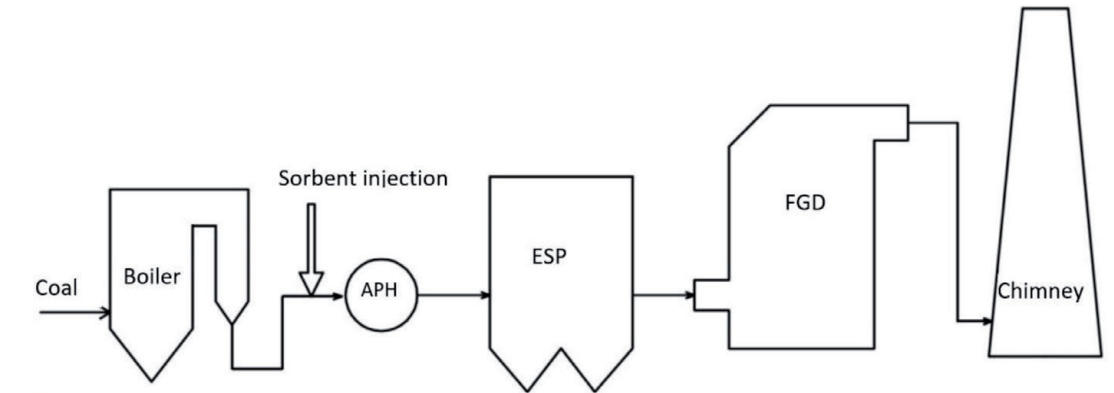 Sorbent injection
Coal
Boiler
APH
ESP
FGD
Chimney